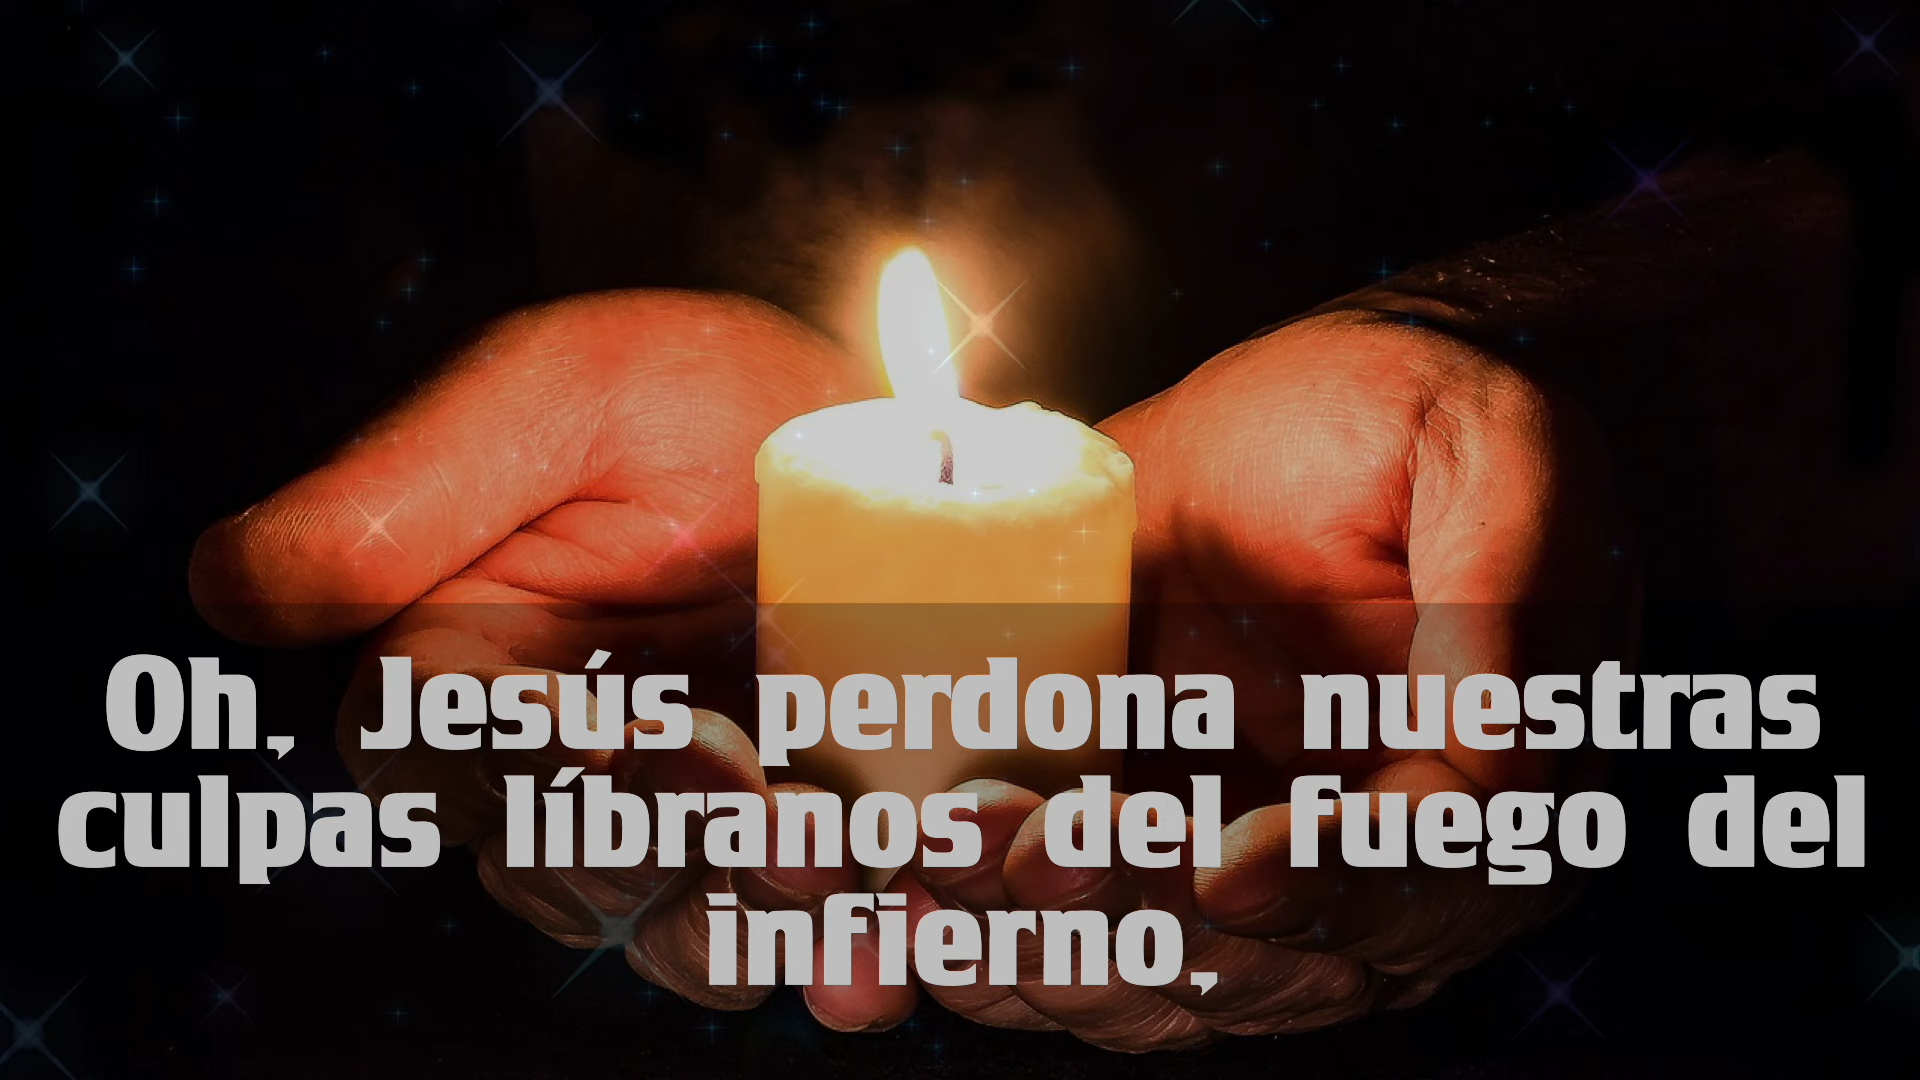 Oh, Jesús perdona nuestras
culpas líbranos del fuego del
infierno,